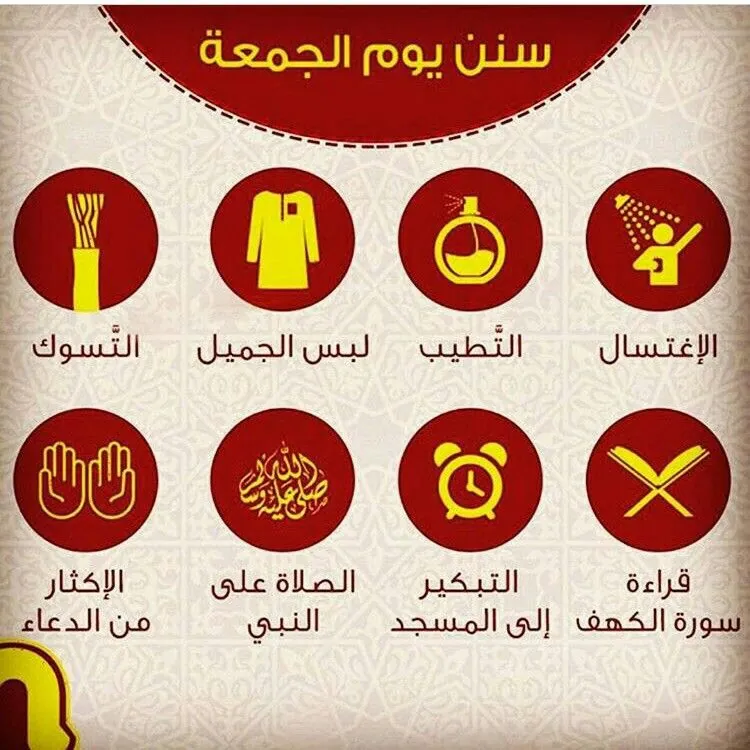 سنن يوم الجمعة
الإغتسال
التَّطيب
لبس الجميل
التَّسوك
صلى الله عليه وسلم
قراءة
سورة الكهف
التبكير
إلى المسجد
الصلاة على
النبي
الإكثار
من الدعاء